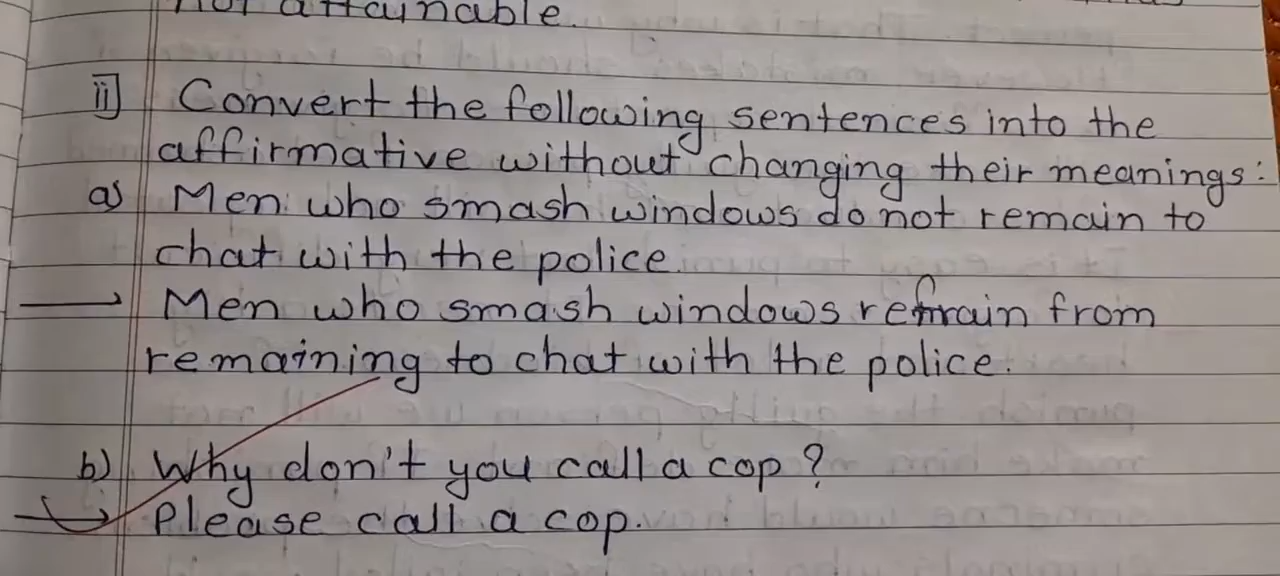 not attainable.
ii] Convert the following sentences into the
affirmative without changing their meanings:
a) Men who smash windows do not remain to
chat with the police.
→ Men who smash windows refrain from
remaining to chat with the police.
b) Why don't you call a cop?
→ Please call a cop.